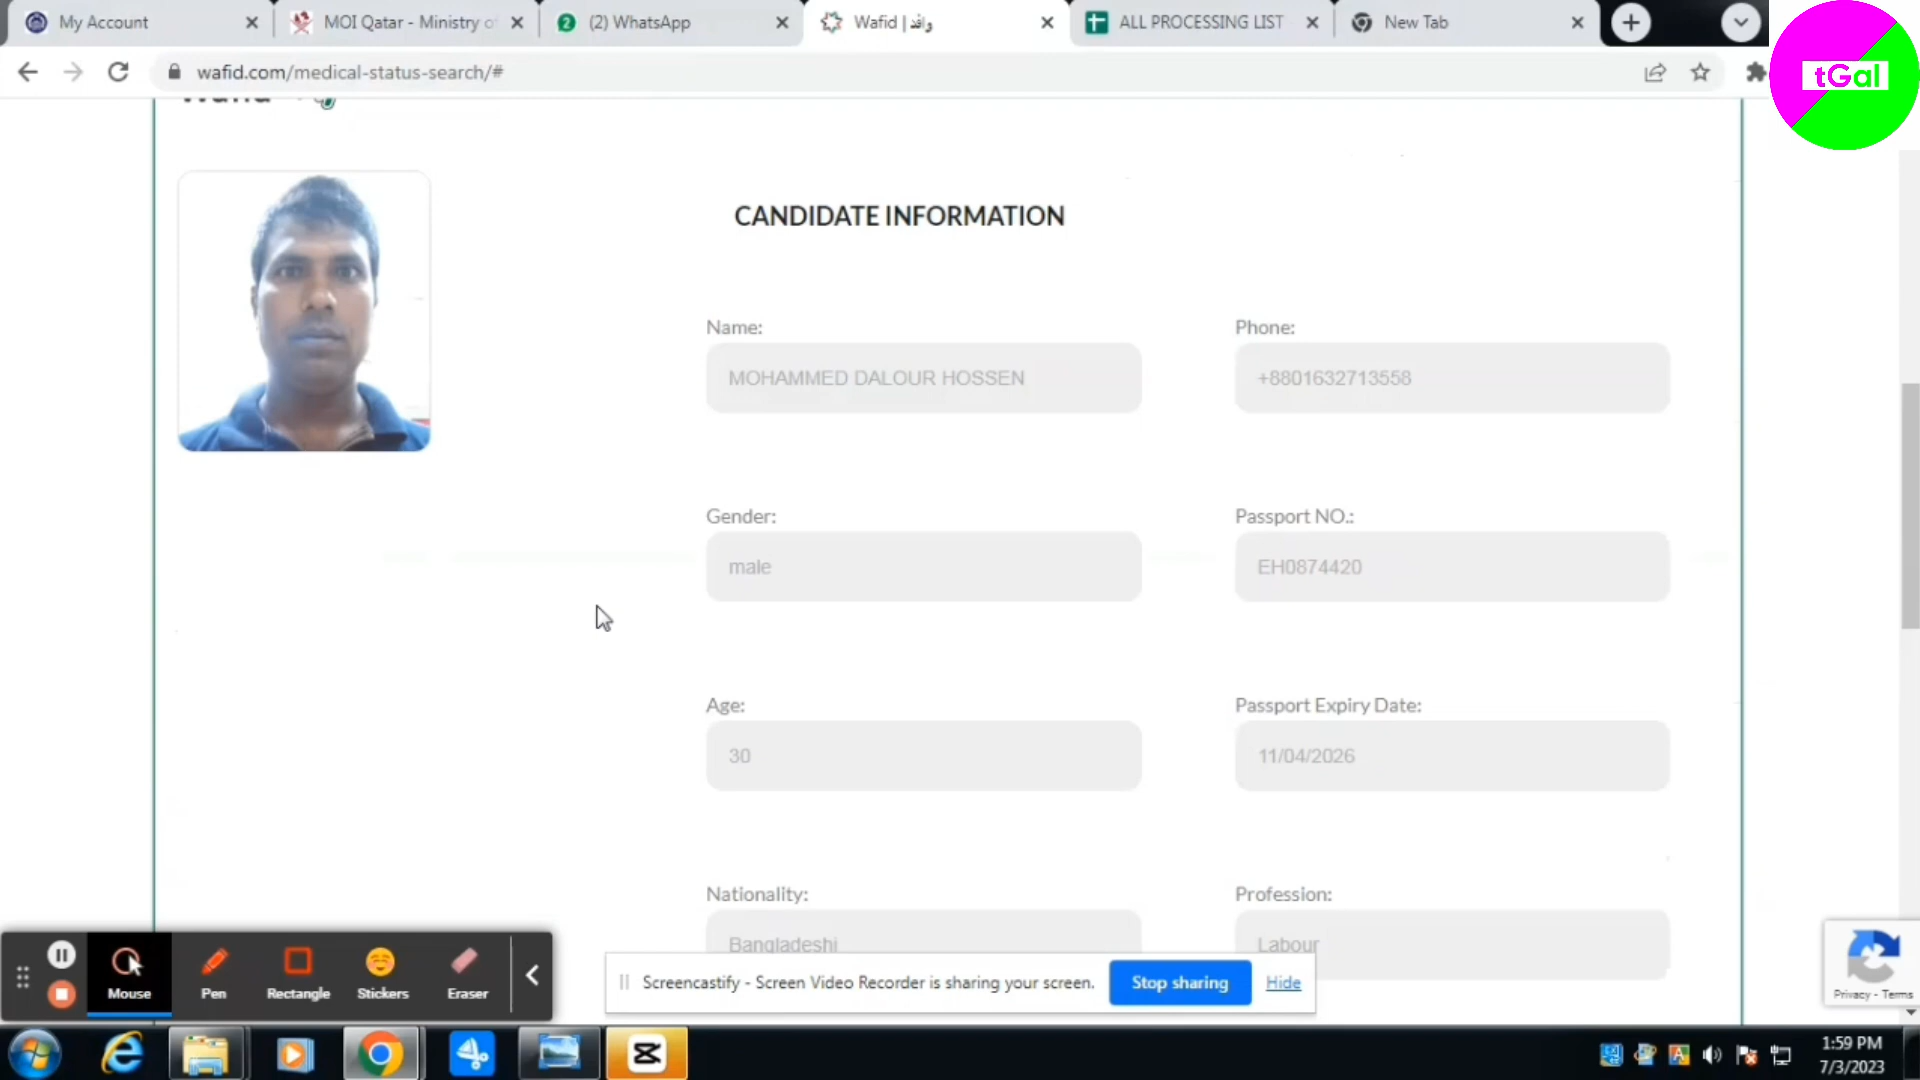 My Account
MOI Qatar - Ministry of
2
(2) WhatsApp
Wafid | وافد
ALL PROCESSING LIST
New Tab
tGal
wafid.com/medical-status-search/#
Wafid
CANDIDATE INFORMATION
Name:
Phone:
MOHAMMED DALOUR HOSSEN
+8801632713558
Gender:
Passport NO.:
male
EH0874420
Age:
Passport Expiry Date:
30
11/04/2026
Nationality:
Profession:
Bangladeshi
Labour
Mouse
Pen
Rectangle
Stickers
Eraser
Screencastify - Screen Video Recorder is sharing your screen.
Stop sharing
Hide
Privacy - Terms
1:59 PM
7/3/2023